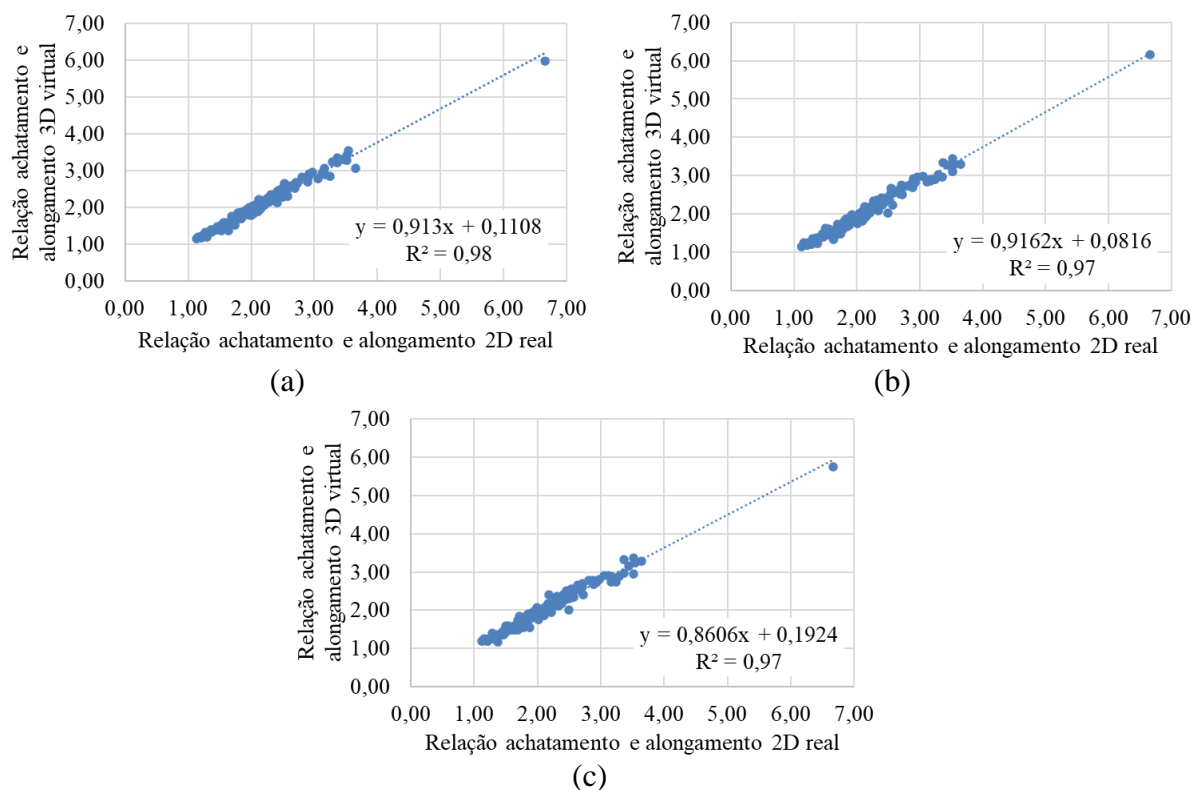 Relação achatamento e
alongamento 3D virtual
7,00
6,00
5,00
4,00
3,00
2,00
1,00
0,00
y = 0,913x + 0,1108
R² = 0,98
0,00 1,00 2,00 3,00 4,00 5,00 6,00 7,00
Relação achatamento e alongamento 2D real
(a)
Relação achatamento e
alongamento 3D virtual
7,00
6,00
5,00
4,00
3,00
2,00
1,00
0,00
y = 0,9162x + 0,0816
R² = 0,97
0,00 1,00 2,00 3,00 4,00 5,00 6,00 7,00
Relação achatamento e alongamento 2D real
(b)
Relação achatamento e
alongamento 3D virtual
7,00
6,00
5,00
4,00
3,00
2,00
1,00
0,00
y = 0,8606x + 0,1924
R² = 0,97
0,00 1,00 2,00 3,00 4,00 5,00 6,00 7,00
Relação achatamento e alongamento 2D real
(c)